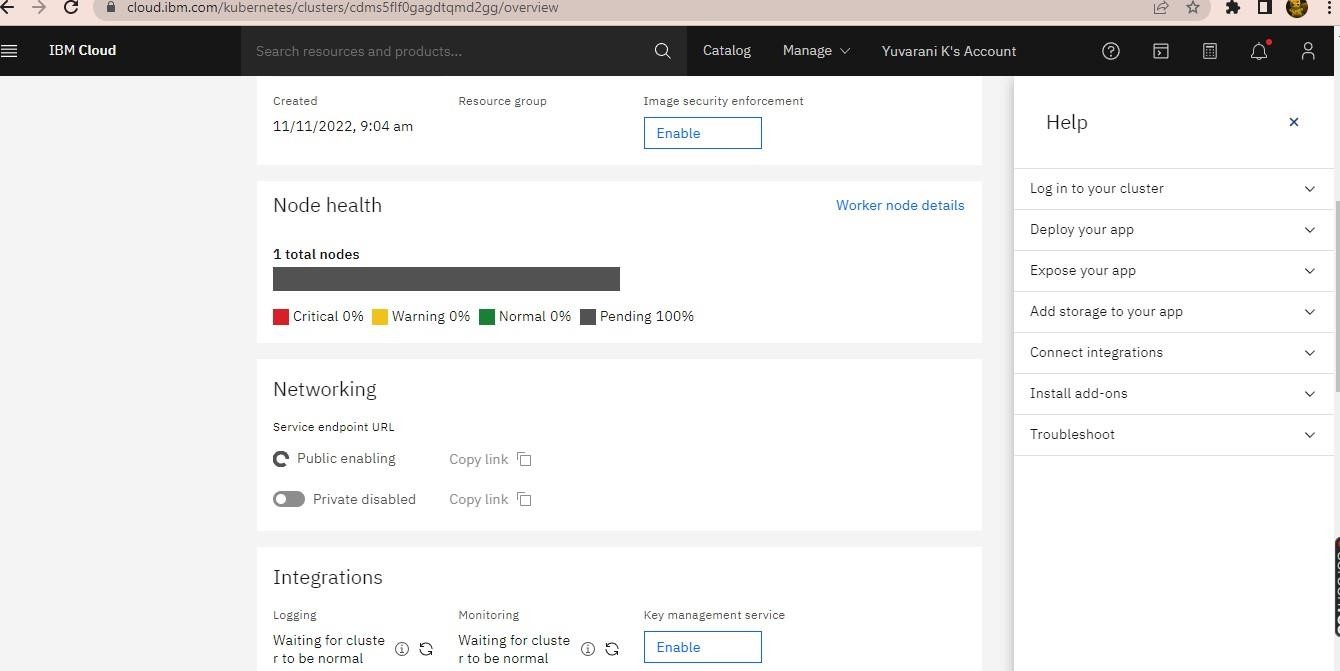 cloud.ibm.com/kubernetes/clusters/cdms5flf0gagdtqmd2gg/overview
IBM Cloud
Search resources and products...
Catalog
Manage
Yuvarani K's Account
Created
Resource group
Image security enforcement
11/11/2022, 9:04 am
Enable
Node health
Worker node details
1 total nodes
Critical 0%
Warning 0%
Normal 0%
Pending 100%
Networking
Service endpoint URL
Public enabling
Copy link
Private disabled
Copy link
Integrations
Logging
Monitoring
Key management service
Waiting for cluste
r to be normal
Waiting for cluste
r to be normal
Enable
Help
Log in to your cluster
Deploy your app
Expose your app
Add storage to your app
Connect integrations
Install add-ons
Troubleshoot